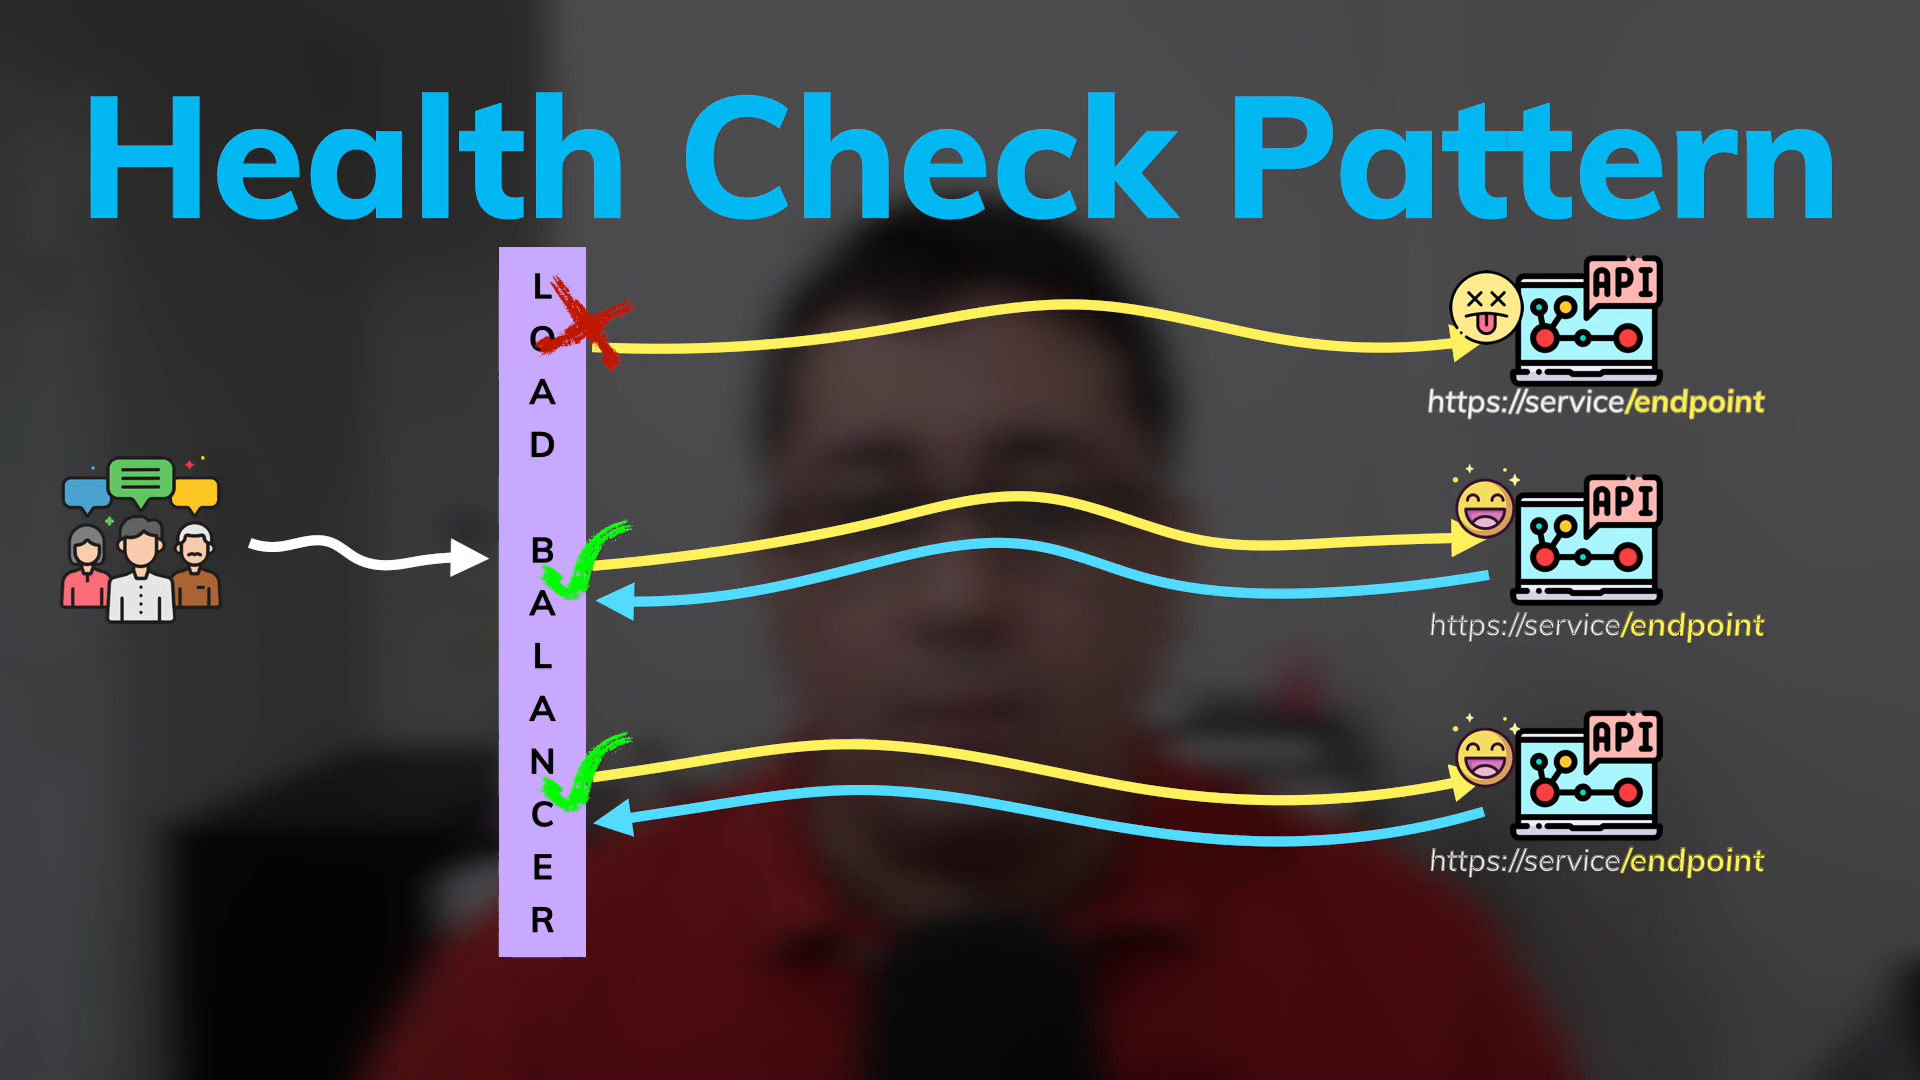 Health Check Pattern
LOAD BALANCER
API
https://service/endpoint
API
https://service/endpoint
API
https://service/endpoint